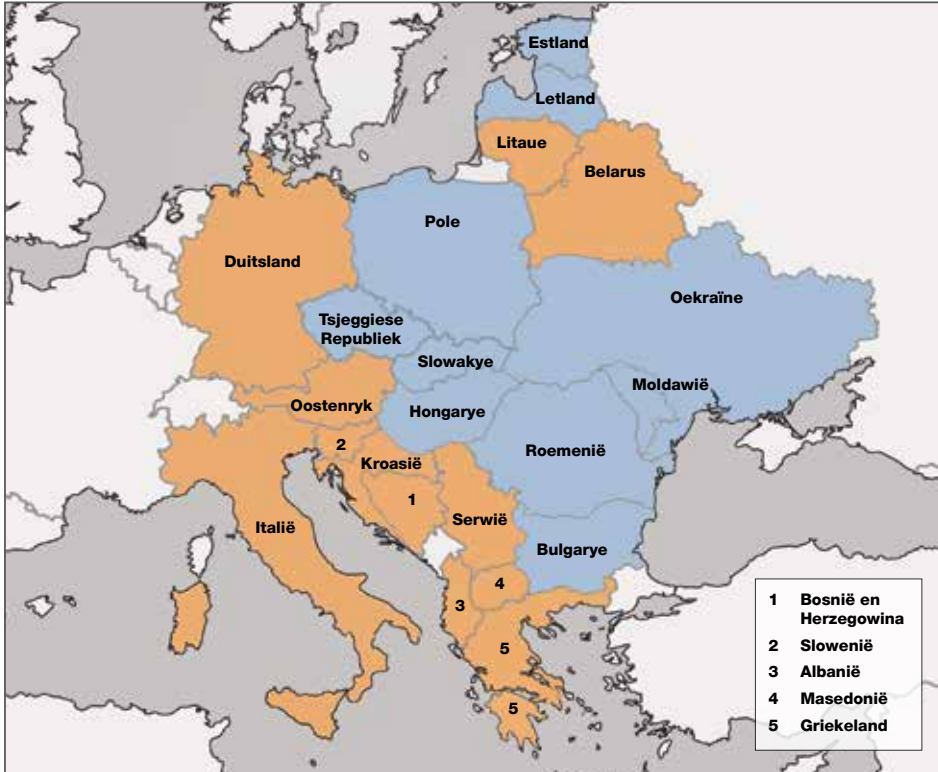 Estland
Letland
Litaue
Belarus
Pole
Duitsland
Oekraïne
Tsjeggiese
Republiek
Slowakye
Moldawië
Oostenryk
Hongarye
2
Kroasië
Roemenië
1
Serwië
Italië
Bulgarye
4
3
5
5
1 Bosnië en
Herzegowina
2 Slowenië
3 Albanië
4 Masedonië
5 Griekeland